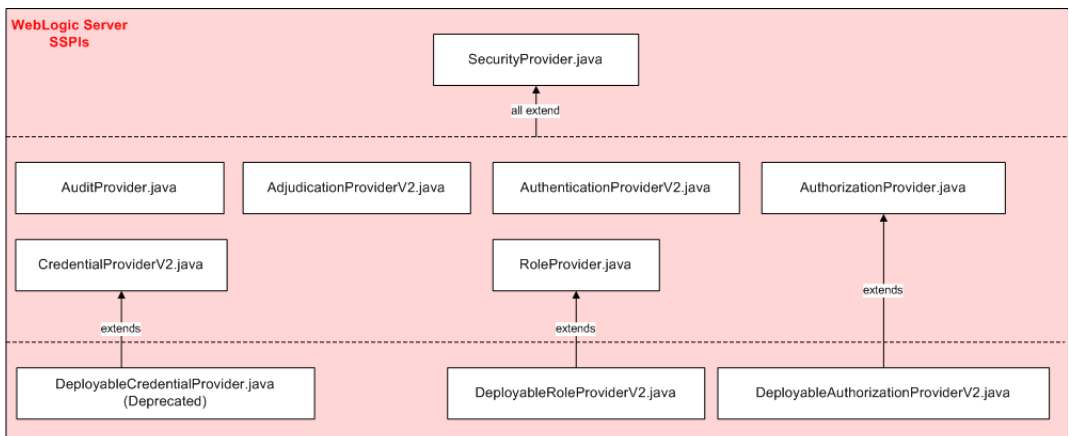 WebLogic Server
SSPIs
SecurityProvider.java
all extend
AuditProvider.java
AdjudicationProviderV2.java
AuthenticationProviderV2.java
AuthorizationProvider.java
CredentialProviderV2.java
RoleProvider.java
extends
extends
extends
DeployableCredentialProvider.java
(Deprecated)
DeployableRoleProviderV2.java
DeployableAuthorizationProviderV2.java